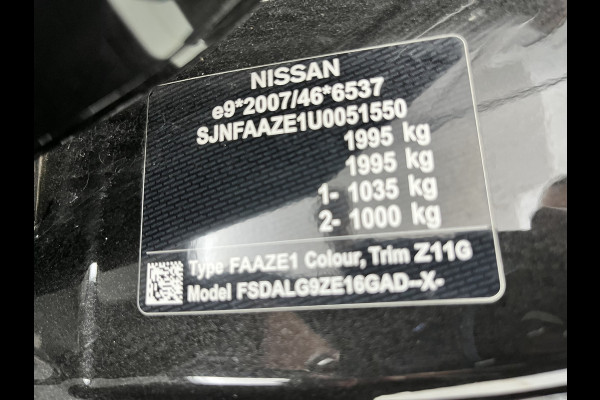 NISSAN
e9*2007/46*6537
SJNFAAZE1U0051550
1995 kg
1995 kg
1- 1035 kg
2- 1000 kg
Type FAAZE1 Colour, Trim Z11G
Model FSDALG9ZE16GAD--X-